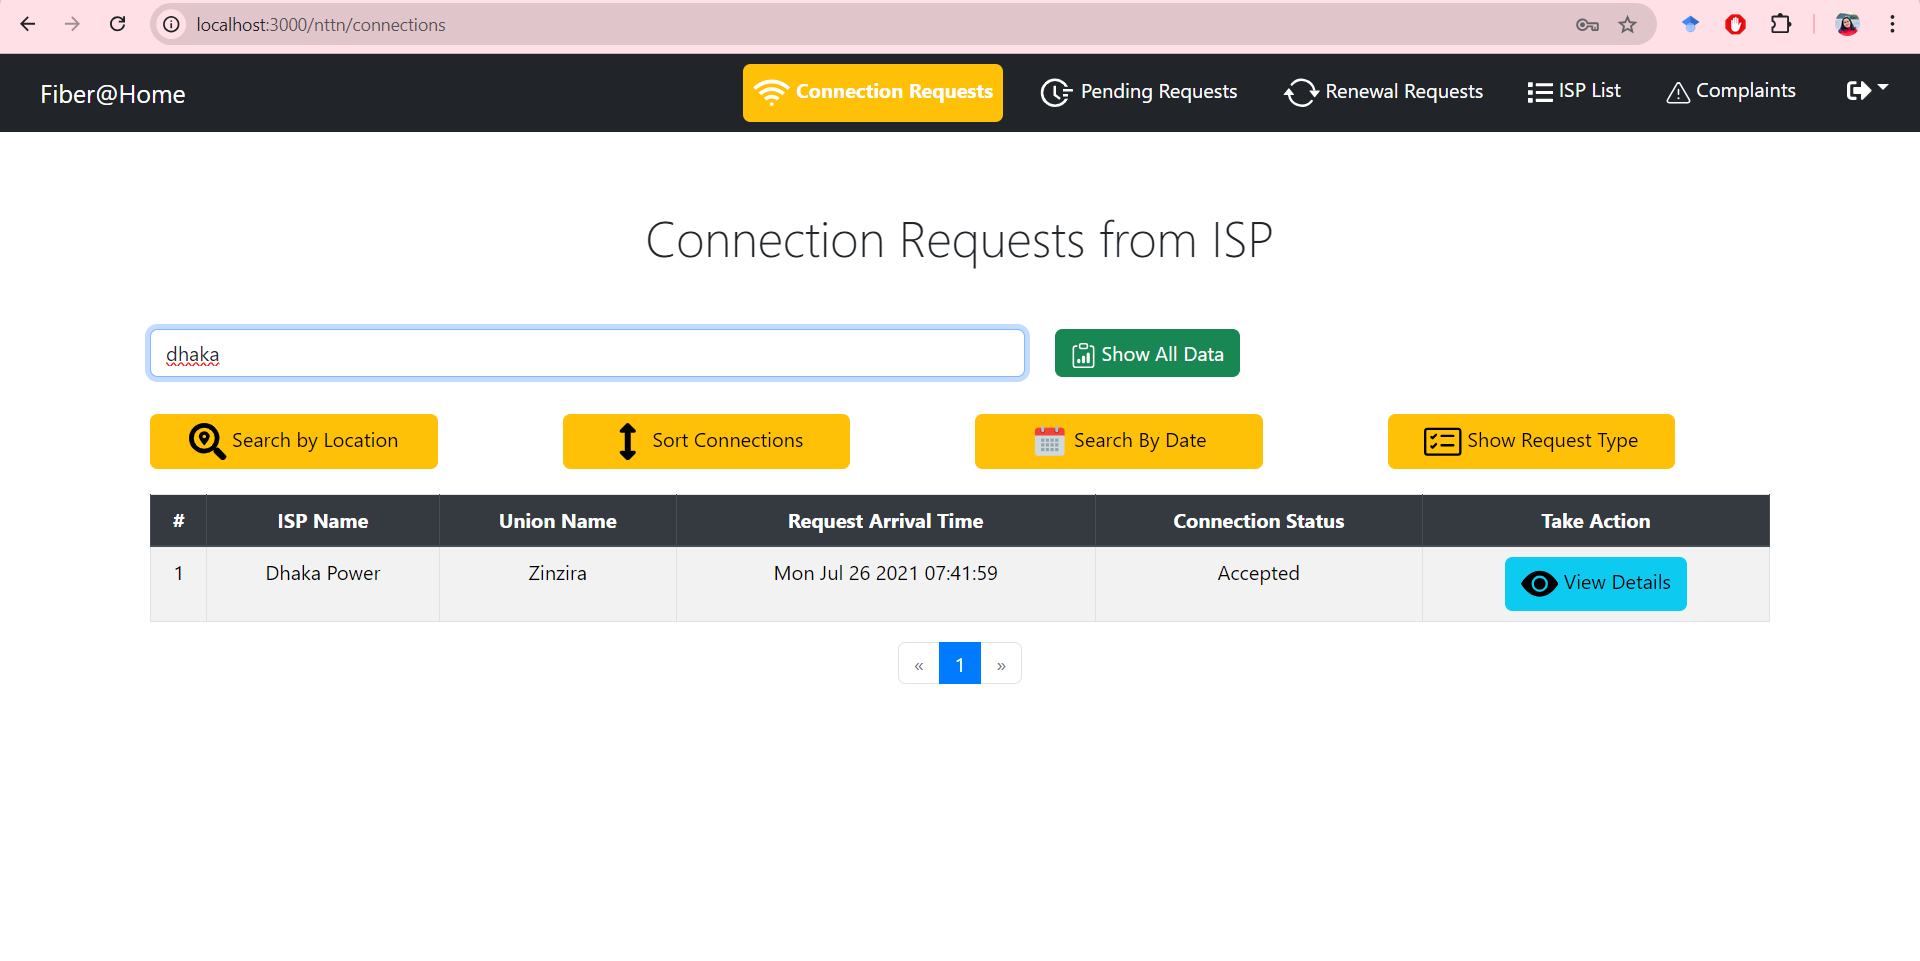 localhost:3000/nttn/connections
Fiber@Home Connection Requests Pending Requests Renewal Requests ISP List Complaints
Connection Requests from ISP
dhaka Show All Data
Search by Location Sort Connections Search By Date Show Request Type
# ISP Name Union Name Request Arrival Time Connection Status Take Action
1 Dhaka Power Zinzira Mon Jul 26 2021 07:41:59 Accepted View Details
« 1 »